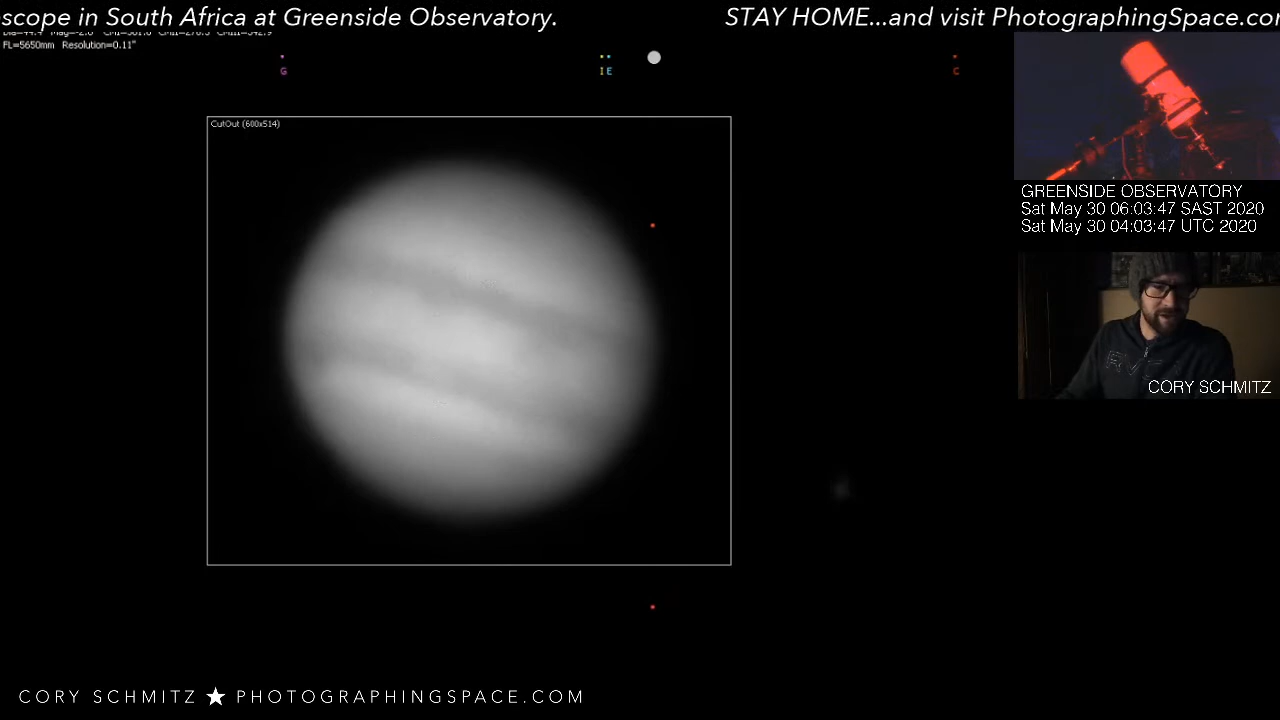 scope in South Africa at Greenside Observatory. STAY HOME...and visit PhotographingSpace.com
FL=5650mm Resolution=0.11"
G I E C
CutOut (600x514)
GREENSIDE OBSERVATORY
Sat May 30 06:03:47 SAST 2020
Sat May 30 04:03:47 UTC 2020
CORY SCHMITZ
CORY SCHMITZ ★ PHOTOGRAPHINGSPACE.COM